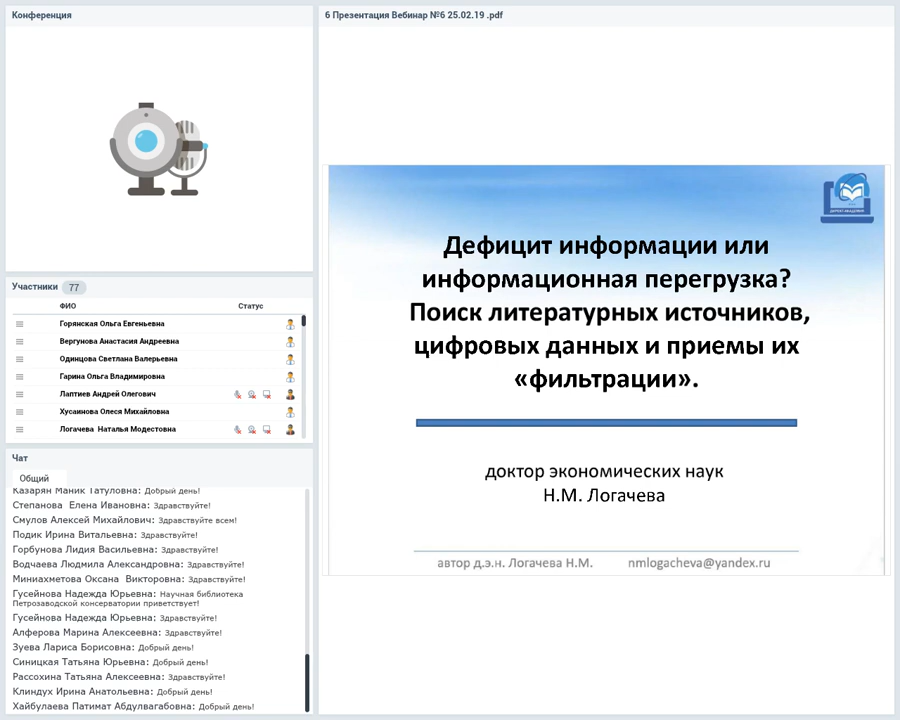 Конференция
Участники 77
ФИО Статус
Горянская Ольга Евгеньевна
Вергунова Анастасия Андреевна
Одинцова Светлана Валерьевна
Гарина Ольга Владимировна
Лаптиев Андрей Олегович
Хусаинова Олеся Михайловна
Логачева Наталья Модестовна
Чат
Общий
Казарян Маник Татуловна: Добрый день!
Степанова Елена Ивановна: Здравствуйте!
Смулов Алексей Михайлович: Здравствуйте всем!
Подик Ирина Витальевна: Здравствуйте!
Горбунова Лидия Васильевна: Здравствуйте!
Водчаева Людмила Александровна: Здравствуйте!
Миниахметова Оксана Викторовна: Здравствуйте!
Гусейнова Надежда Юрьевна: Научная библиотека
Петрозаводской консерватории приветствует!
Гусейнова Надежда Юрьевна: Здравствуйте!
Алферова Марина Алексеевна: Здравствуйте!
Зуева Лариса Борисовна: Добрый день!
Синицкая Татьяна Юрьевна: Добрый день!
Рассохина Татьяна Алексеевна: Здравствуйте!
Клиндух Ирина Анатольевна: Добрый день!
Хайбулаева Патимат Абдулвагабовна: Добрый день!
6 Презентация Вебинар №6 25.02.19 .pdf
Дефицит информации или
информационная перегрузка?
Поиск литературных источников,
цифровых данных и приемы их
«фильтрации».
доктор экономических наук
Н.М. Логачева
автор д.э.н. Логачева Н.М. nmlogacheva@yandex.ru